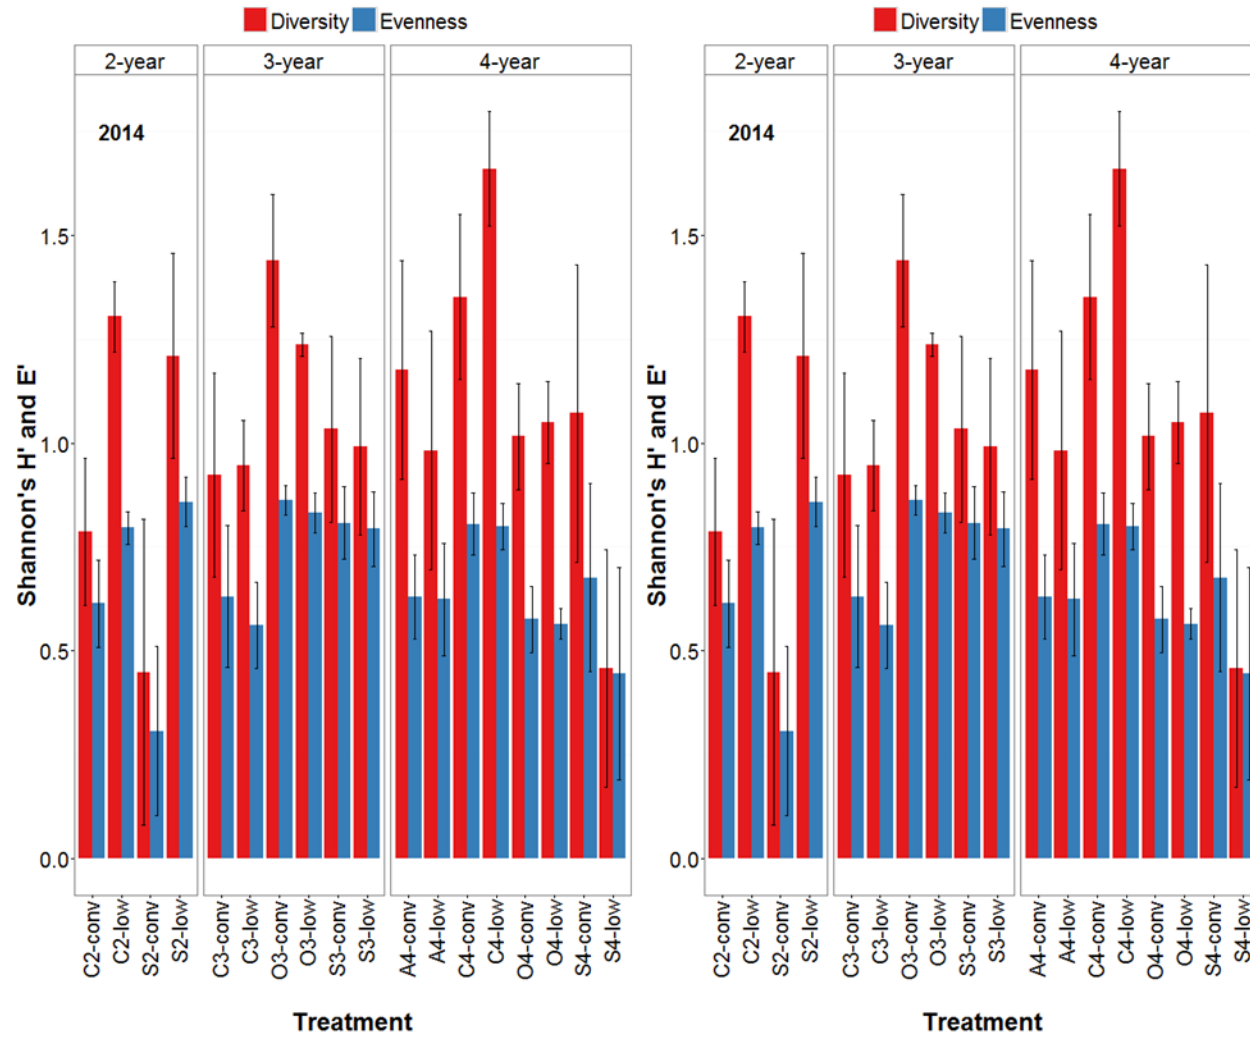 Diversity Evenness
2-year 3-year 4-year
2014
Shannon's H' and E'
1.5
1.0
0.5
0.0
C2-conv
C2-low
S2-conv
S2-low
C3-conv
C3-low
O3-conv
O3-low
S3-conv
S3-low
A4-conv
A4-low
C4-conv
C4-low
O4-conv
O4-low
S4-conv
S4-low
Treatment
Diversity Evenness
2-year 3-year 4-year
2014
Shannon's H' and E'
1.5
1.0
0.5
0.0
C2-conv
C2-low
S2-conv
S2-low
C3-conv
C3-low
O3-conv
O3-low
S3-conv
S3-low
A4-conv
A4-low
C4-conv
C4-low
O4-conv
O4-low
S4-conv
S4-low
Treatment